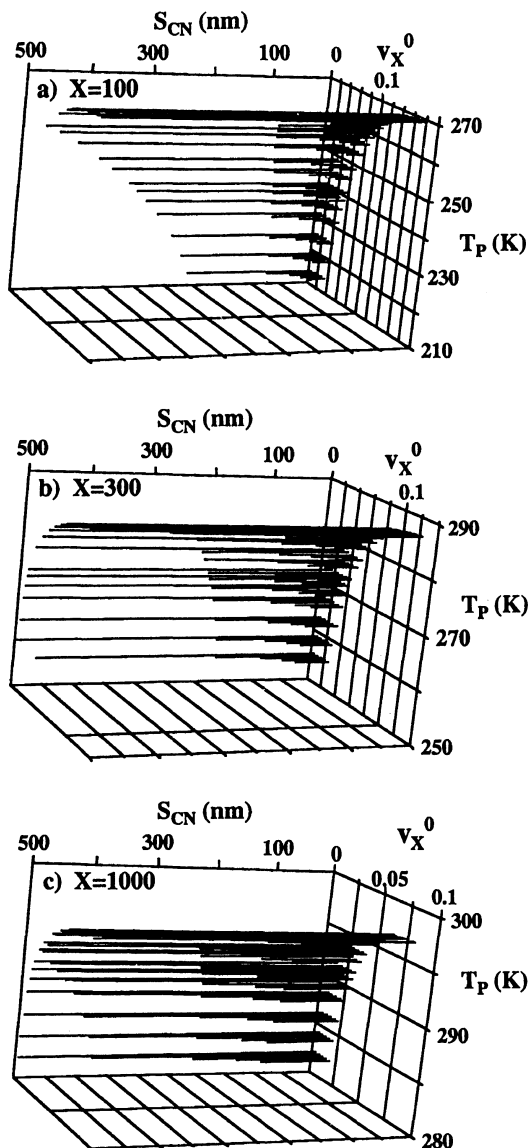 S_CN (nm)
v_X^0
500 300 100 0 0.1
a) X=100
270
250
T_P (K)
230
210
S_CN (nm)
v_X^0
500 300 100 0 0.1
b) X=300
290
T_P (K)
270
250
S_CN (nm)
v_X^0
500 300 100 0 0.05 0.1
c) X=1000
300
T_P (K)
290
280